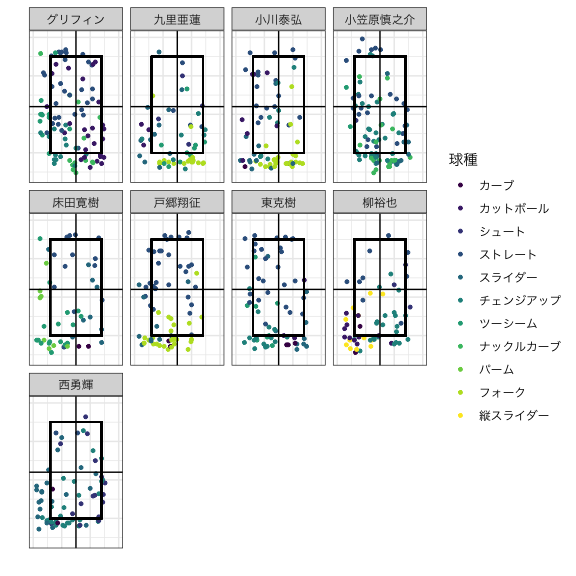 グリフィン
九里亜蓮
小川泰弘
小笠原慎之介
床田寛樹
戸郷翔征
東克樹
柳裕也
西勇輝
球種
カーブ
カットボール
シュート
ストレート
スライダー
チェンジアップ
ツーシーム
ナックルカーブ
パーム
フォーク
縦スライダー